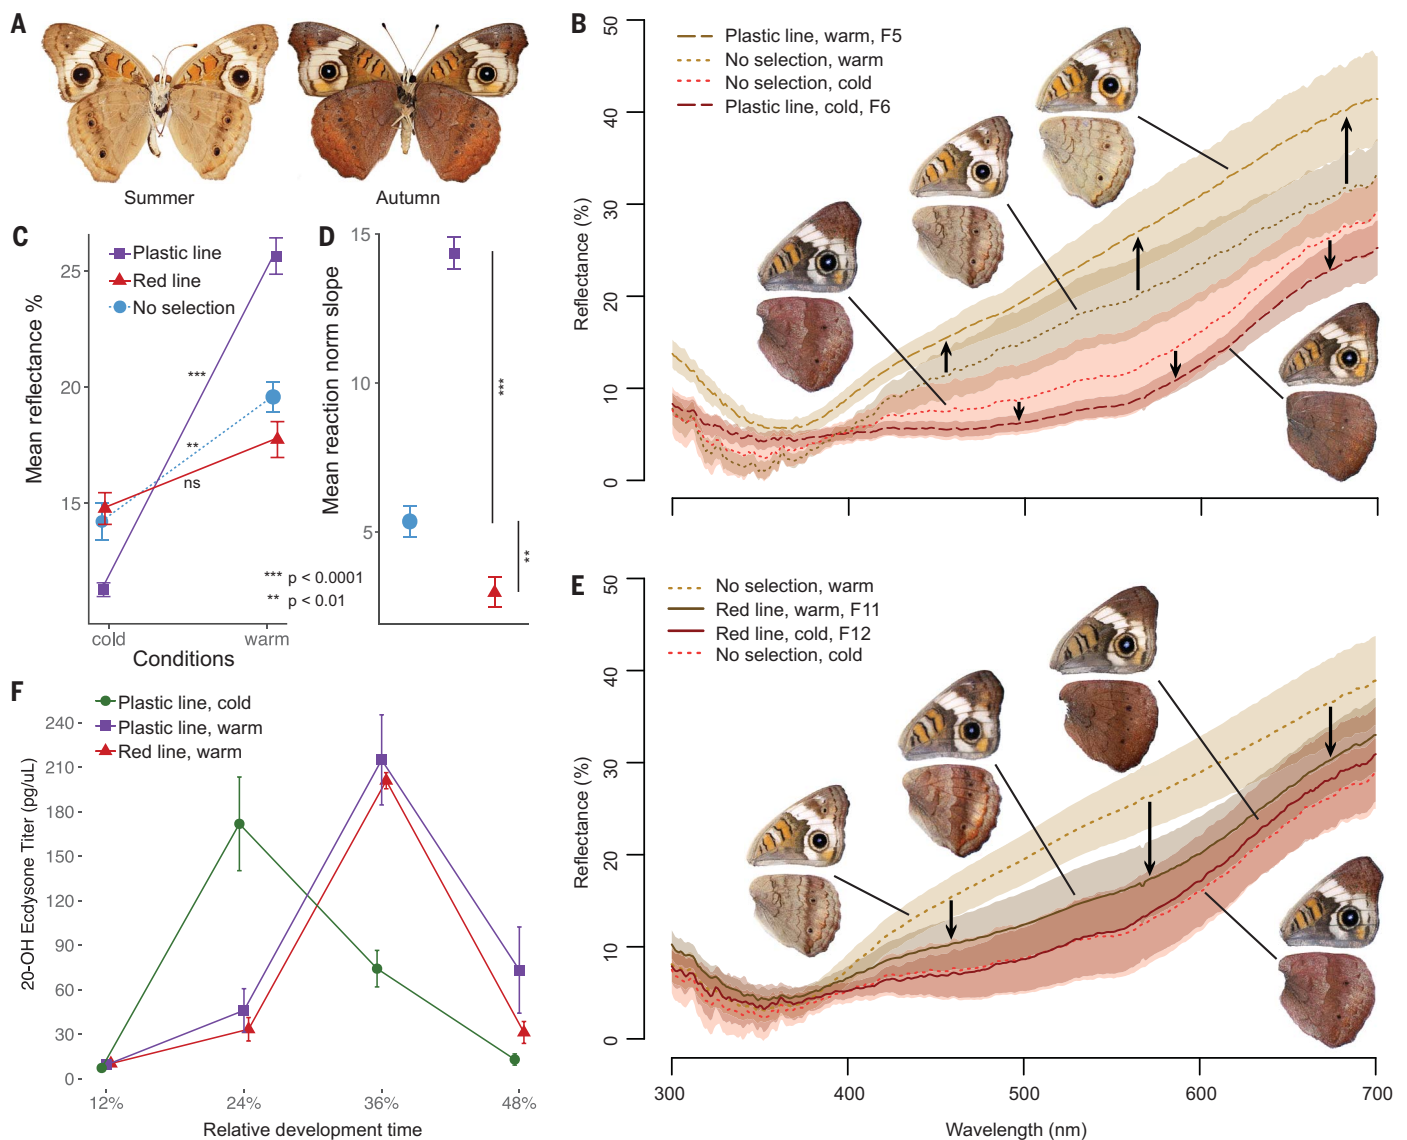 A
Summer
Autumn
B
Plastic line, warm, F5
No selection, warm
No selection, cold
Plastic line, cold, F6
Reflectance (%)
50
40
30
20
10
0
C
Plastic line
Red line
No selection
Mean reflectance %
25
20
15
***
**
ns
*** p < 0.0001
** p < 0.01
cold
warm
Conditions
D
Mean reaction norm slope
15
10
5
***
**
E
No selection, warm
Red line, warm, F11
Red line, cold, F12
No selection, cold
Reflectance (%)
50
40
30
20
10
0
300
400
500
600
700
Wavelength (nm)
F
Plastic line, cold
Plastic line, warm
Red line, warm
20-OH Ecdysone Titer (pg/uL)
240
210
180
150
120
90
60
30
0
12%
24%
36%
48%
Relative development time